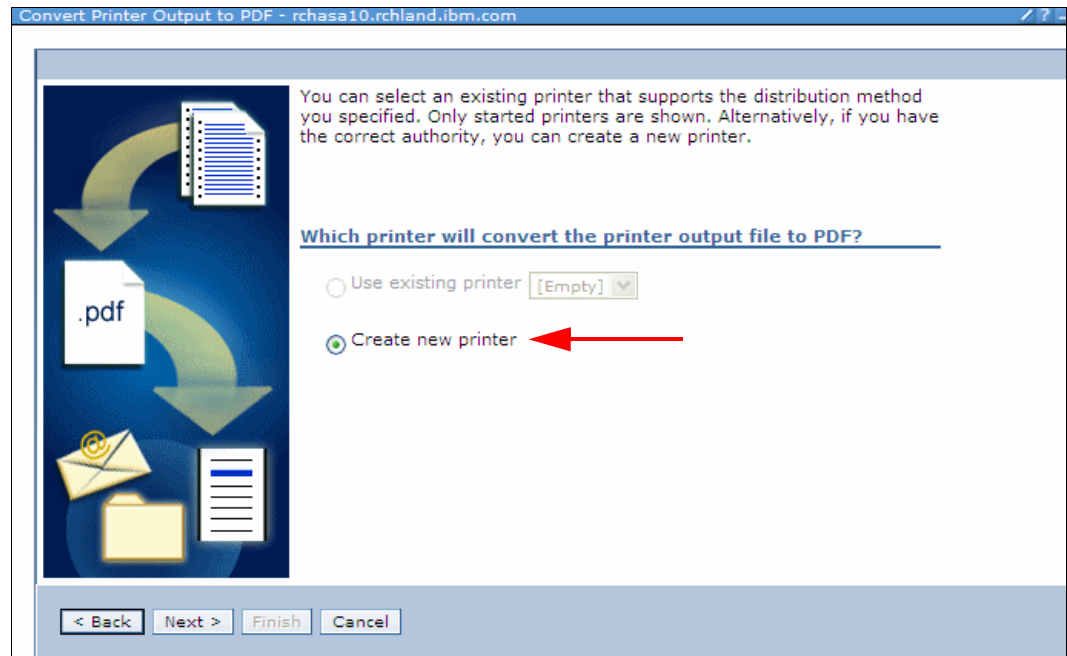 Convert Printer Output to PDF - rchasa10.rchland.ibm.com
You can select an existing printer that supports the distribution method
you specified. Only started printers are shown. Alternatively, if you have
the correct authority, you can create a new printer.
Which printer will convert the printer output file to PDF?
Use existing printer [Empty]
.pdf
Create new printer
@
< Back Next > Finish Cancel